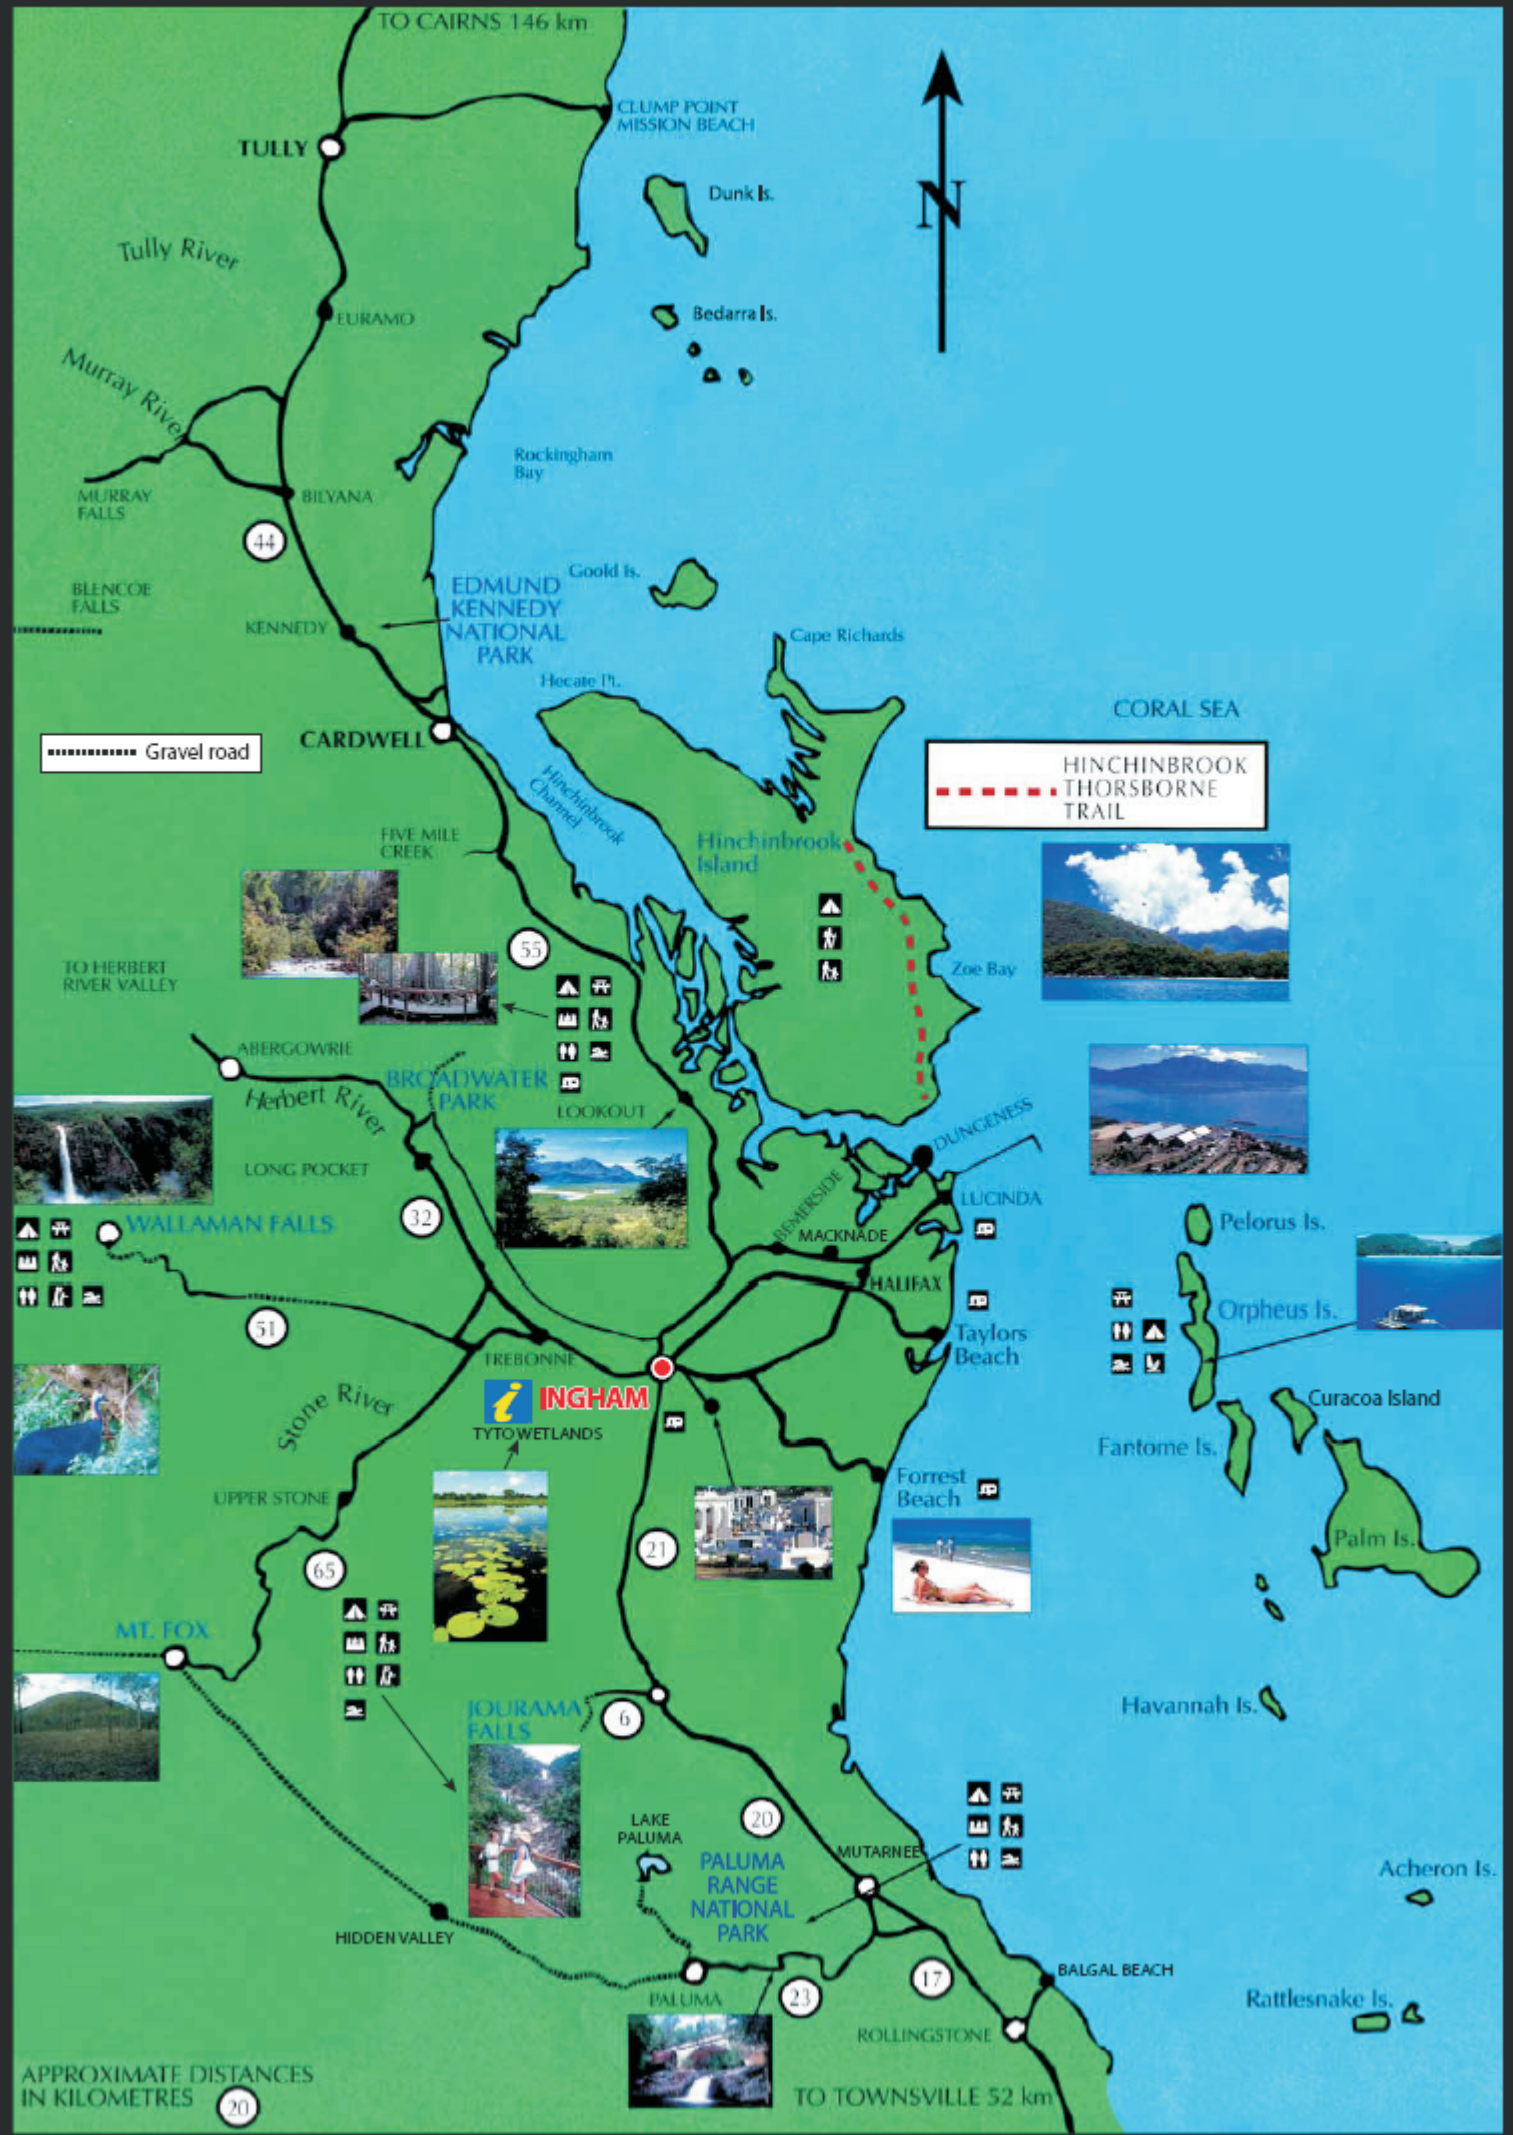 TO CAIRNS 146 km
CLUMP POINT
MISSION BEACH
TULLY
Dunk Is.
N
Tully River
Bedarra Is.
EURAMO
Murray River
Rockingham
Bay
MURRAY
FALLS
BILYANA
44
BLENCOE
FALLS
EDMUND
KENNEDY
NATIONAL
PARK
Goold Is.
KENNEDY
Cape Richards
Hecate Pt.
CORAL SEA
CARDWELL
Gravel road
HINCHINBROOK
THORSBORNE
TRAIL
Hinchinbrook
Channel
FIVE MILE
CREEK
Hinchinbrook
Island
55
TO HERBERT
RIVER VALLEY
Zoe Bay
ABERGOWRIE
BROADWATER
PARK
Herbert River
LOOKOUT
DUNGENESS
LONG POCKET
LUCINDA
BEMERSIDE
32
WALLAMAN FALLS
MACKNADE
Pelorus Is.
HALIFAX
Orpheus Is.
51
TREBONNE
Taylors
Beach
INGHAM
i
TYTO WETLANDS
Stone River
Curacoa Island
Fantome Is.
UPPER STONE
Forrest
Beach
Palm Is.
21
65
MT. FOX
JOURAMA
FALLS
6
Havannah Is.
20
LAKE
PALUMA
MUTARNEE
PALUMA
RANGE
NATIONAL
PARK
Acheron Is.
HIDDEN VALLEY
BALGAL BEACH
17
PALUMA
23
Rattlesnake Is.
ROLLINGSTONE
APPROXIMATE DISTANCES
IN KILOMETRES
20
TO TOWNSVILLE 52 km